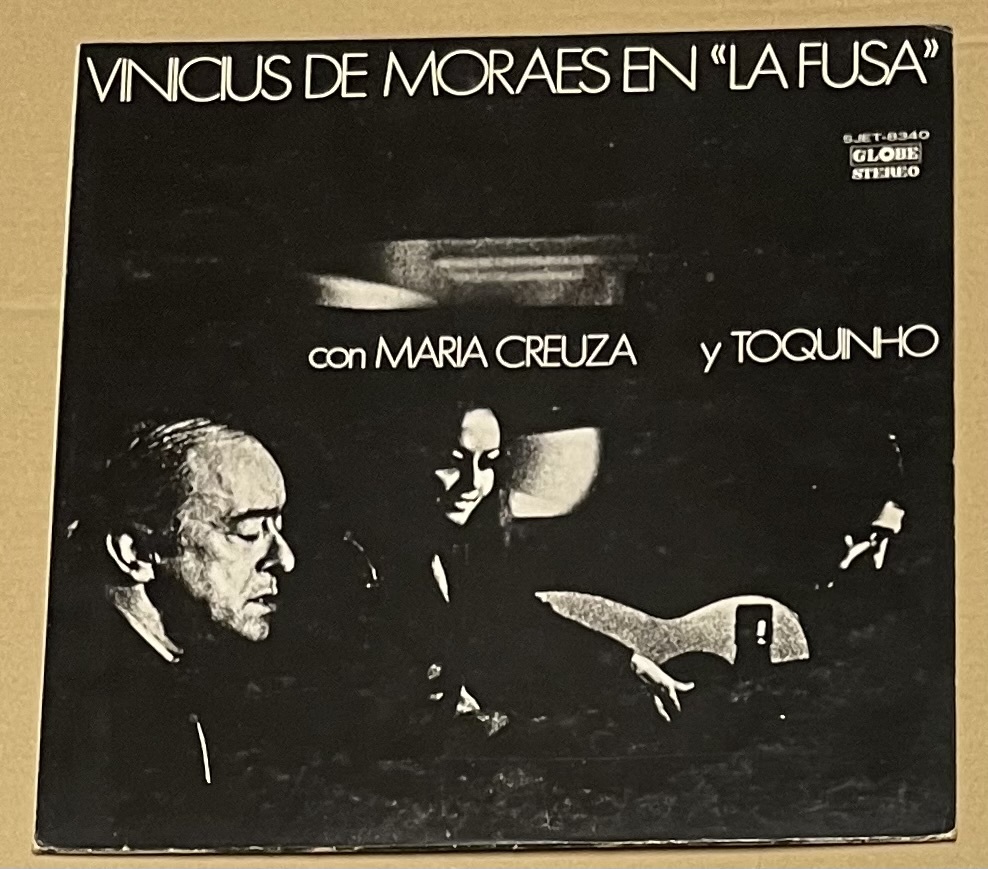 VINICIUS DE MORAES EN “LA FUSA”
SJET-8340
GLOBE
STEREO
con MARIA CREUZA y TOQUINHO